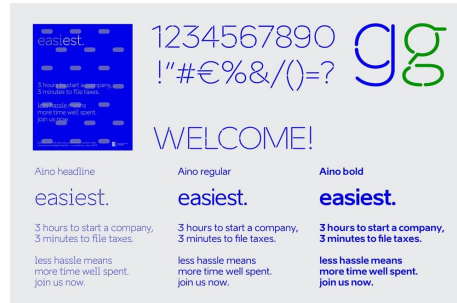 easiest.
3 hours to start a company,
3 minutes to file taxes.
less hassle means
more time well spent.
join us now.
1234567890
!"#€%&/()=?
gg
WELCOME!
Aino headline
easiest.
3 hours to start a company,
3 minutes to file taxes.
less hassle means
more time well spent.
join us now.
Aino regular
easiest.
3 hours to start a company,
3 minutes to file taxes.
less hassle means
more time well spent.
join us now.
Aino bold
easiest.
3 hours to start a company,
3 minutes to file taxes.
less hassle means
more time well spent.
join us now.